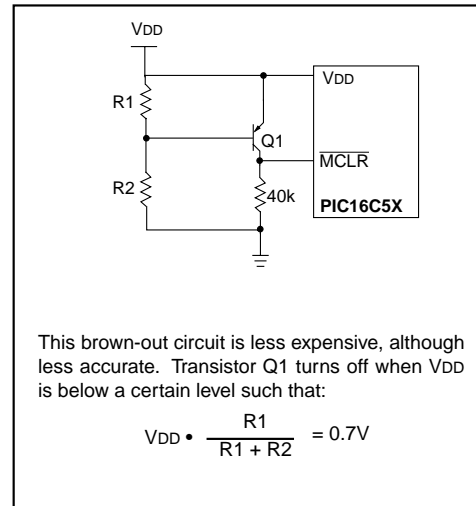 VDD
VDD
R1
Q1
MCLR
R2
40k
PIC16C5X
This brown-out circuit is less expensive, although
less accurate. Transistor Q1 turns off when VDD
is below a certain level such that:
VDD • R1 / R1 + R2 = 0.7V